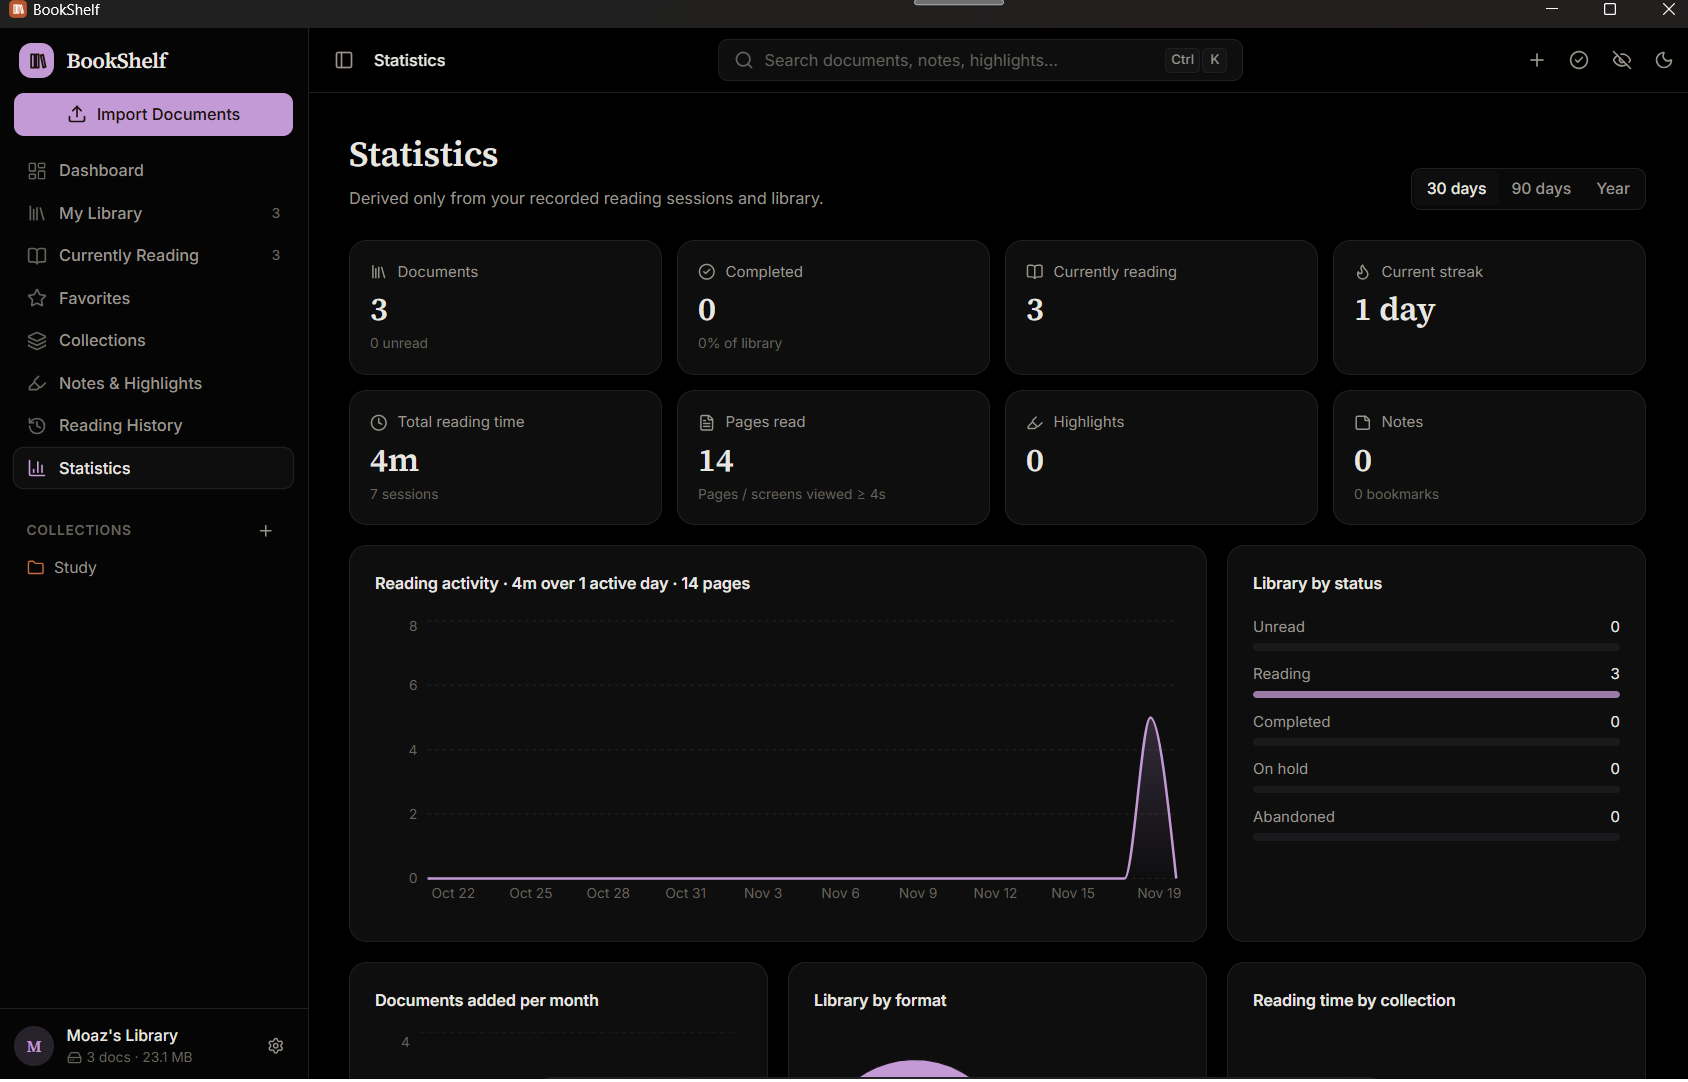 BookShelf
BookShelf
Import Documents
Dashboard
My Library 3
Currently Reading 3
Favorites
Collections
Notes & Highlights
Reading History
Statistics
COLLECTIONS
Study
Moaz's Library
3 docs · 23.1 MB
Statistics
Search documents, notes, highlights... Ctrl K
Statistics
Derived only from your recorded reading sessions and library.
30 days 90 days Year
Documents
3
0 unread
Completed
0
0% of library
Currently reading
3
Current streak
1 day
Total reading time
4m
7 sessions
Pages read
14
Pages / screens viewed ≥ 4s
Highlights
0
Notes
0
0 bookmarks
Reading activity · 4m over 1 active day · 14 pages
8
6
4
2
0
Oct 22 Oct 25 Oct 28 Oct 31 Nov 3 Nov 6 Nov 9 Nov 12 Nov 15 Nov 19
Library by status
Unread 0
Reading 3
Completed 0
On hold 0
Abandoned 0
Documents added per month
4
Library by format
Reading time by collection
M